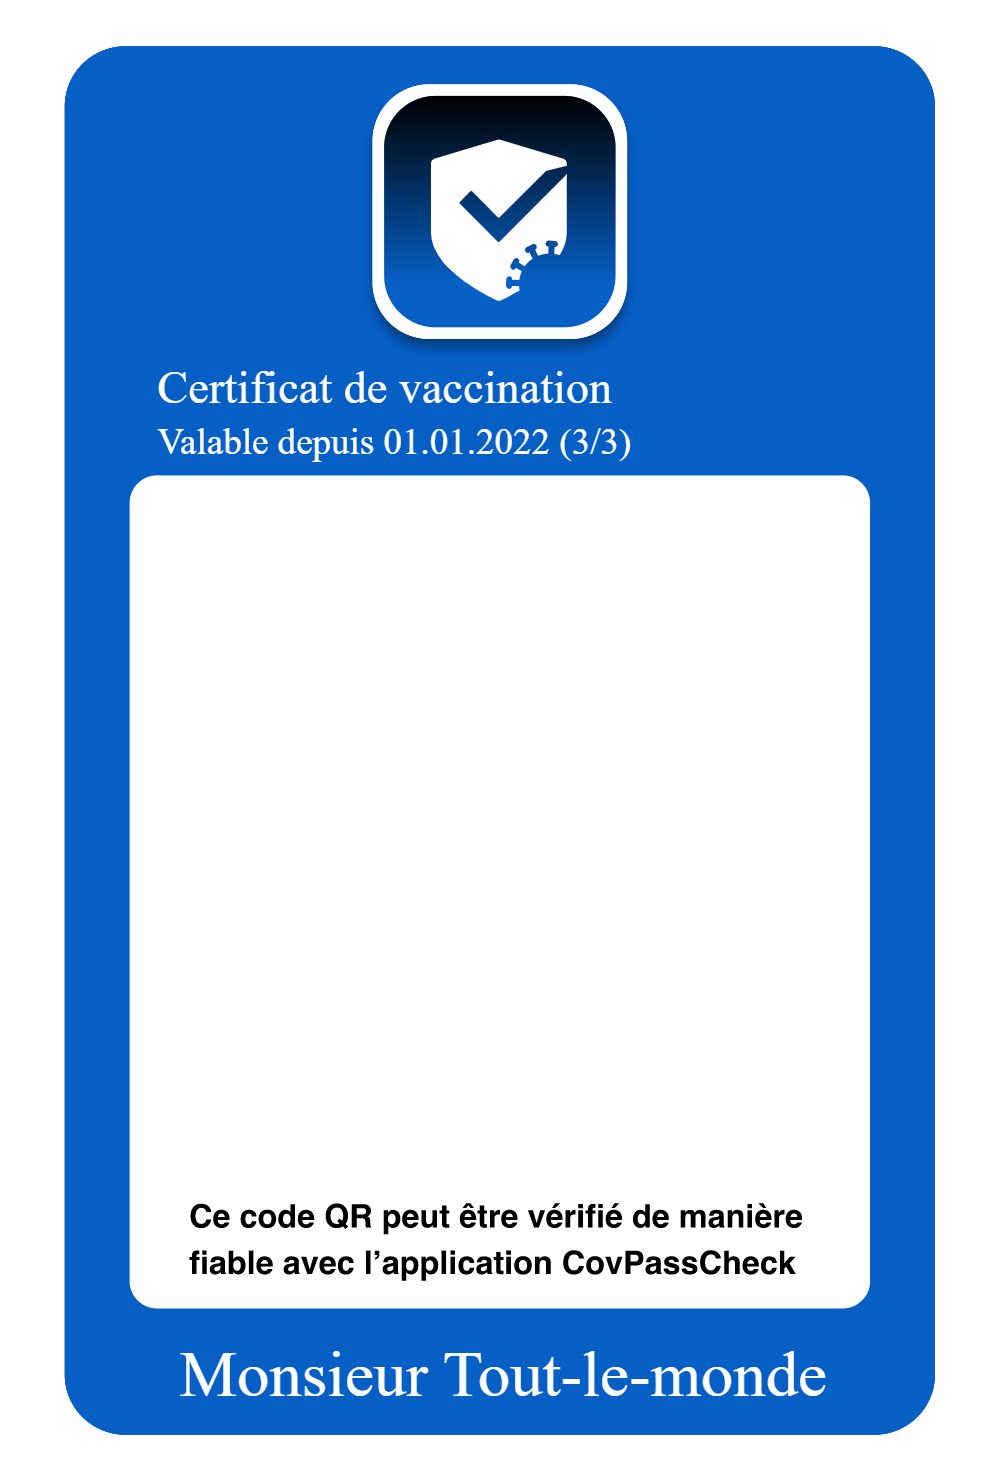 Certificat de vaccination
Valable depuis 01.01.2022 (3/3)
Ce code QR peut être vérifié de manière
fiable avec l’application CovPassCheck
Monsieur Tout-le-monde